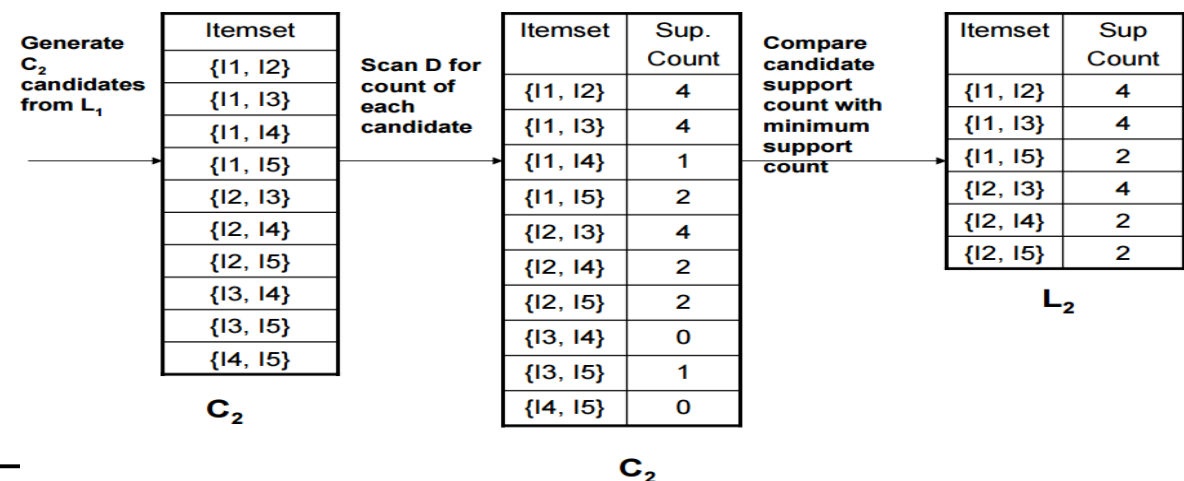 Generate
C2
candidates
from L1
Itemset
{I1, I2}
{I1, I3}
{I1, I4}
{I1, I5}
{I2, I3}
{I2, I4}
{I2, I5}
{I3, I4}
{I3, I5}
{I4, I5}
C2
Scan D for
count of
each
candidate
Itemset Sup.
Count
{I1, I2} 4
{I1, I3} 4
{I1, I4} 1
{I1, I5} 2
{I2, I3} 4
{I2, I4} 2
{I2, I5} 2
{I3, I4} 0
{I3, I5} 1
{I4, I5} 0
C2
Compare
candidate
support
count with
minimum
support
count
Itemset Sup
Count
{I1, I2} 4
{I1, I3} 4
{I1, I5} 2
{I2, I3} 4
{I2, I4} 2
{I2, I5} 2
L2